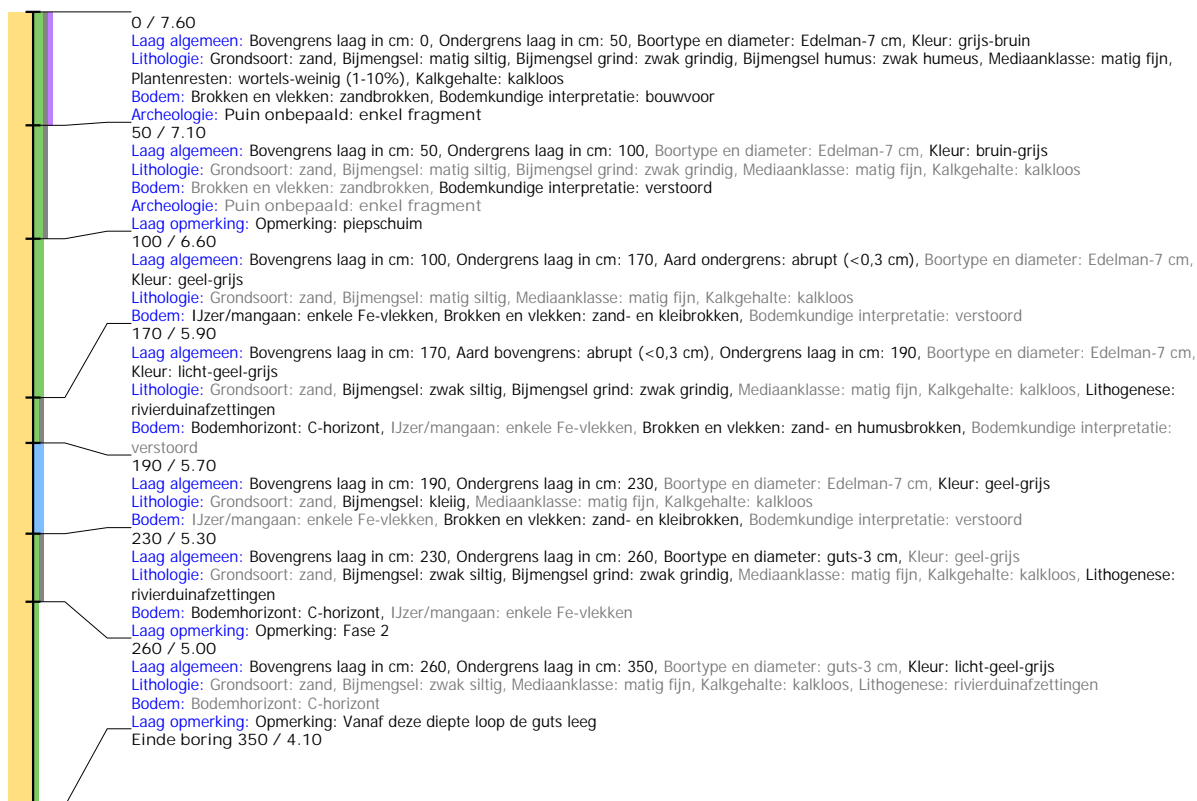 0 / 7.60
Laag algemeen: Bovengrens laag in cm: 0, Ondergrens laag in cm: 50, Boortype en diameter: Edelman-7 cm, Kleur: grijs-bruin
Lithologie: Grondsoort: zand, Bijmengsel: matig siltig, Bijmengsel grind: zwak grindig, Bijmengsel humus: zwak humeus, Mediaanklasse: matig fijn,
Plantenresten: wortels-weinig (1-10%), Kalkgehalte: kalkloos
Bodem: Brokken en vlekken: zandbrokken, Bodemkundige interpretatie: bouwvoor
Archeologie: Puin onbepaald: enkel fragment
50 / 7.10
Laag algemeen: Bovengrens laag in cm: 50, Ondergrens laag in cm: 100, Boortype en diameter: Edelman-7 cm, Kleur: bruin-grijs
Lithologie: Grondsoort: zand, Bijmengsel: matig siltig, Bijmengsel grind: zwak grindig, Mediaanklasse: matig fijn, Kalkgehalte: kalkloos
Bodem: Brokken en vlekken: zandbrokken, Bodemkundige interpretatie: verstoord
Archeologie: Puin onbepaald: enkel fragment
Laag opmerking: Opmerking: piepschuim
100 / 6.60
Laag algemeen: Bovengrens laag in cm: 100, Ondergrens laag in cm: 170, Aard ondergrens: abrupt (<0,3 cm), Boortype en diameter: Edelman-7 cm,
Kleur: geel-grijs
Lithologie: Grondsoort: zand, Bijmengsel: matig siltig, Mediaanklasse: matig fijn, Kalkgehalte: kalkloos
Bodem: IJzer/mangaan: enkele Fe-vlekken, Brokken en vlekken: zand- en kleibrokken, Bodemkundige interpretatie: verstoord
170 / 5.90
Laag algemeen: Bovengrens laag in cm: 170, Aard bovengrens: abrupt (<0,3 cm), Ondergrens laag in cm: 190, Boortype en diameter: Edelman-7 cm,
Kleur: licht-geel-grijs
Lithologie: Grondsoort: zand, Bijmengsel: zwak siltig, Bijmengsel grind: zwak grindig, Mediaanklasse: matig fijn, Kalkgehalte: kalkloos, Lithogenese:
rivierduinafzettingen
Bodem: Bodemhorizont: C-horizont, IJzer/mangaan: enkele Fe-vlekken, Brokken en vlekken: zand- en humusbrokken, Bodemkundige interpretatie:
verstoord
190 / 5.70
Laag algemeen: Bovengrens laag in cm: 190, Ondergrens laag in cm: 230, Boortype en diameter: Edelman-7 cm, Kleur: geel-grijs
Lithologie: Grondsoort: zand, Bijmengsel: kleiig, Mediaanklasse: matig fijn, Kalkgehalte: kalkloos
Bodem: IJzer/mangaan: enkele Fe-vlekken, Brokken en vlekken: zand- en kleibrokken, Bodemkundige interpretatie: verstoord
230 / 5.30
Laag algemeen: Bovengrens laag in cm: 230, Ondergrens laag in cm: 260, Boortype en diameter: guts-3 cm, Kleur: geel-grijs
Lithologie: Grondsoort: zand, Bijmengsel: zwak siltig, Bijmengsel grind: zwak grindig, Mediaanklasse: matig fijn, Kalkgehalte: kalkloos, Lithogenese:
rivierduinafzettingen
Bodem: Bodemhorizont: C-horizont, IJzer/mangaan: enkele Fe-vlekken
Laag opmerking: Opmerking: Fase 2
260 / 5.00
Laag algemeen: Bovengrens laag in cm: 260, Ondergrens laag in cm: 350, Boortype en diameter: guts-3 cm, Kleur: licht-geel-grijs
Lithologie: Grondsoort: zand, Bijmengsel: zwak siltig, Mediaanklasse: matig fijn, Kalkgehalte: kalkloos, Lithogenese: rivierduinafzettingen
Bodem: Bodemhorizont: C-horizont
Laag opmerking: Opmerking: Vanaf deze diepte loop de guts leeg
Einde boring 350 / 4.10